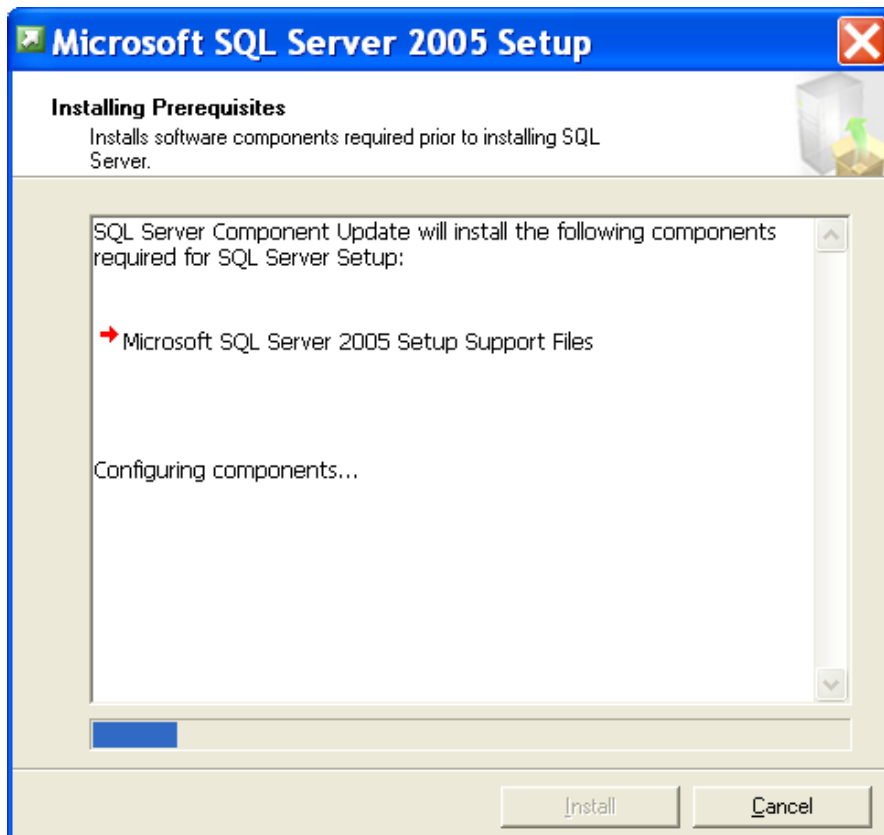 Microsoft SQL Server 2005 Setup
Installing Prerequisites
Installs software components required prior to installing SQL
Server.
SQL Server Component Update will install the following components
required for SQL Server Setup:
Microsoft SQL Server 2005 Setup Support Files
Configuring components...
Install
Cancel